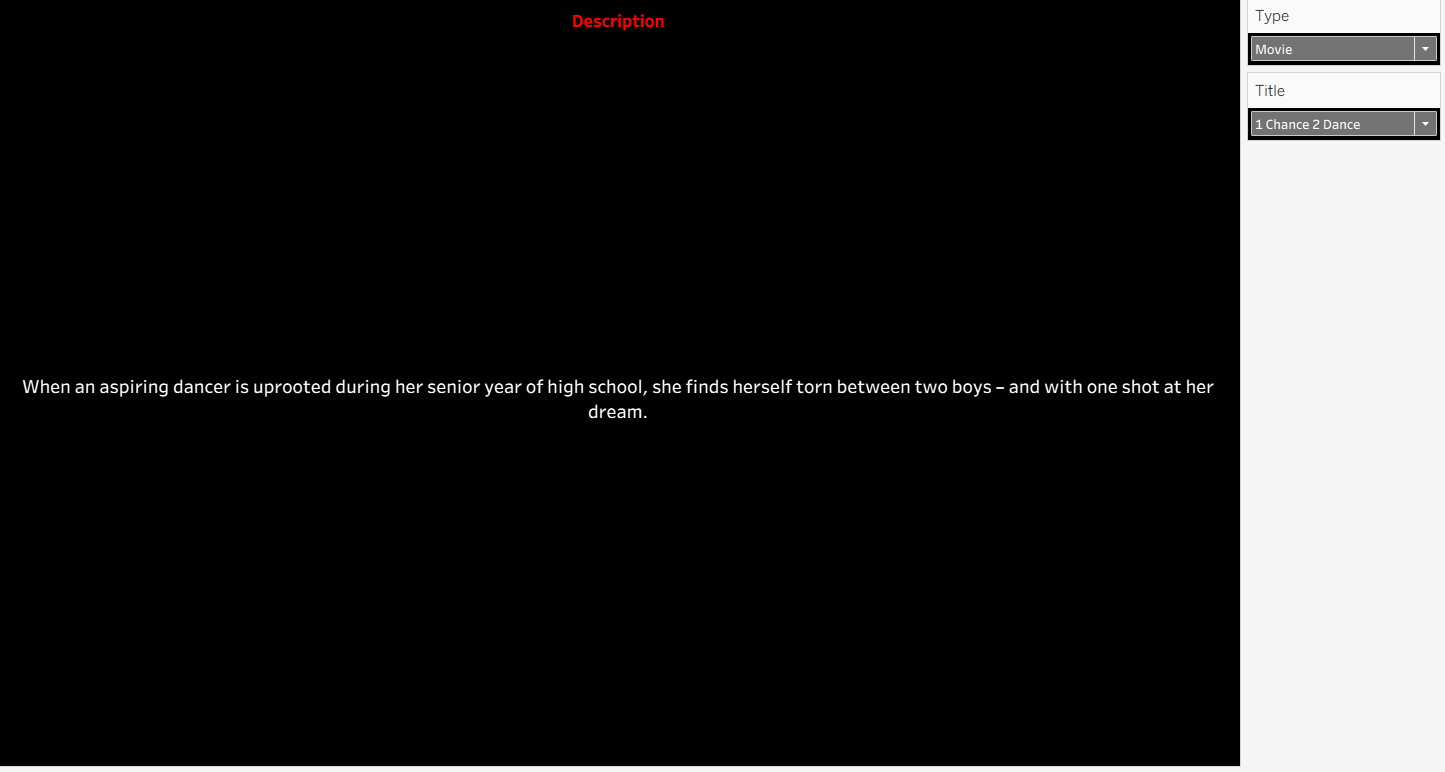 Description
When an aspiring dancer is uprooted during her senior year of high school, she finds herself torn between two boys – and with one shot at her
dream.
Type
Movie
Title
1 Chance 2 Dance